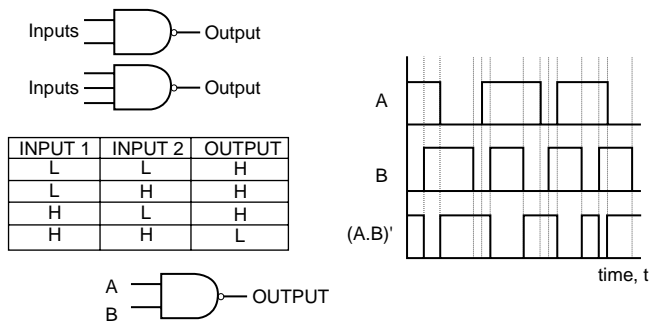 Inputs Output
Inputs Output
INPUT 1 INPUT 2 OUTPUT
L L H
L H H
H L H
H H L
A
B
OUTPUT
A
B
(A.B)'
time, t